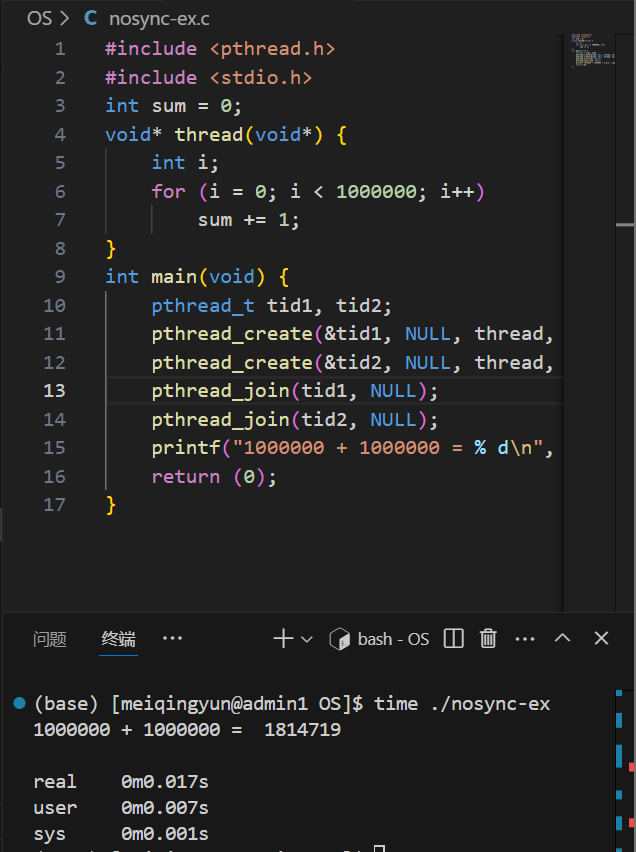 OS > C nosync-ex.c
1 #include <pthread.h>
2 #include <stdio.h>
3 int sum = 0;
4 void* thread(void*) {
5 int i;
6 for (i = 0; i < 1000000; i++)
7 sum += 1;
8 }
9 int main(void) {
10 pthread_t tid1, tid2;
11 pthread_create(&tid1, NULL, thread,
12 pthread_create(&tid2, NULL, thread,
13 pthread_join(tid1, NULL);
14 pthread_join(tid2, NULL);
15 printf("1000000 + 1000000 = % d\n",
16 return (0);
17 }
问题 终端 ··· bash - OS ···
(base) [meiqingyun@admin1 OS]$ time ./nosync-ex
1000000 + 1000000 =  1814719
real 0m0.017s
user 0m0.007s
sys 0m0.001s